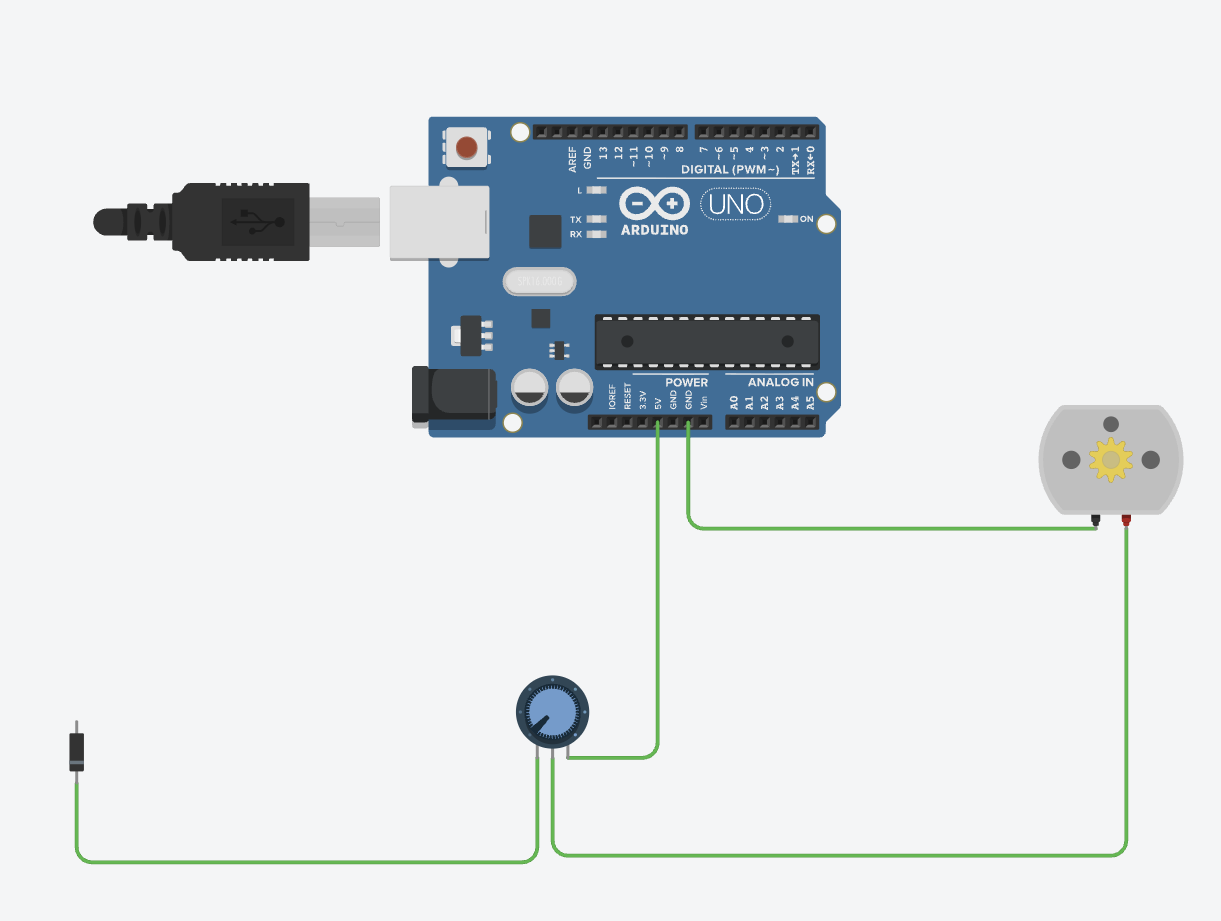 AREF
GND
13
12
~11
~10
~9
8
7
~6
~5
4
~3
2
TX→1
RX←0
DIGITAL (PWM~)
L
TX
RX
ARDUINO
UNO
ON
POWER
ANALOG IN
IOREF
RESET
3.3V
5V
GND
GND
Vin
A0
A1
A2
A3
A4
A5